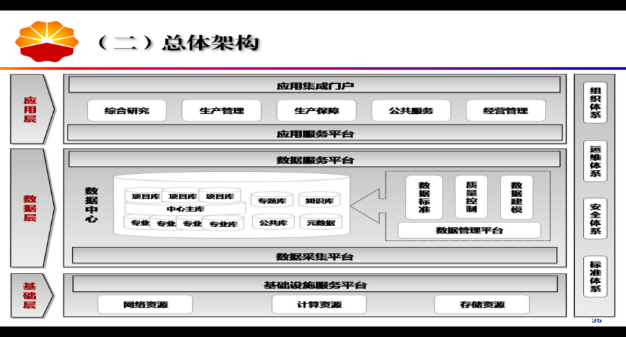 （二）总体架构
应用层
应用集成门户
综合研究 生产管理 生产保障 公共服务 经营管理
应用服务平台
数据层
数据服务平台
数据中心
项目库 项目库 项目库
中心主库
专业 专业 专业 专业库
专题库 知识库
公共库 元数据
数据标准 质量控制 数据建模
数据管理平台
数据采集平台
基础层
基础设施服务平台
网络资源 计算资源 存储资源
组织体系
运维体系
安全体系
标准体系
35